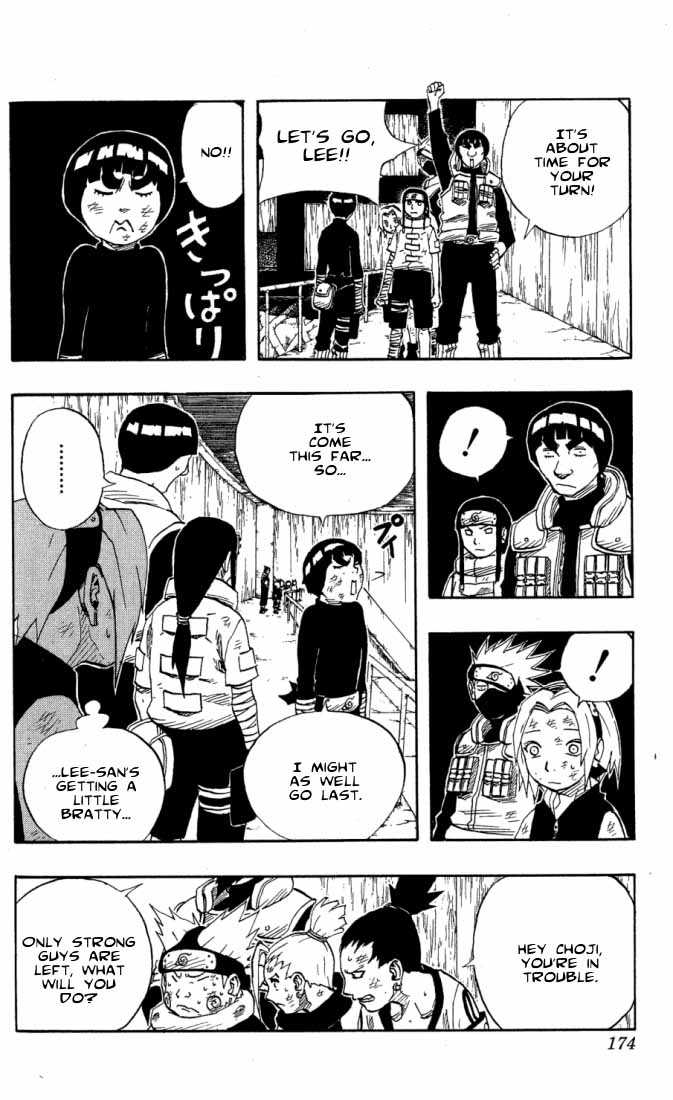 IT'S
ABOUT
TIME FOR
YOUR
TURN!
LET'S GO,
LEE!!
NO!!
きっぱり
!
!
IT'S
COME
THIS FAR...
SO...
プイ
.........
I MIGHT
AS WELL
GO LAST.
...LEE-SAN'S
GETTING A
LITTLE
BRATTY...
HEY CHOJI,
YOU'RE IN
TROUBLE.
ONLY STRONG
GUYS ARE
LEFT, WHAT
WILL YOU
DO?
174